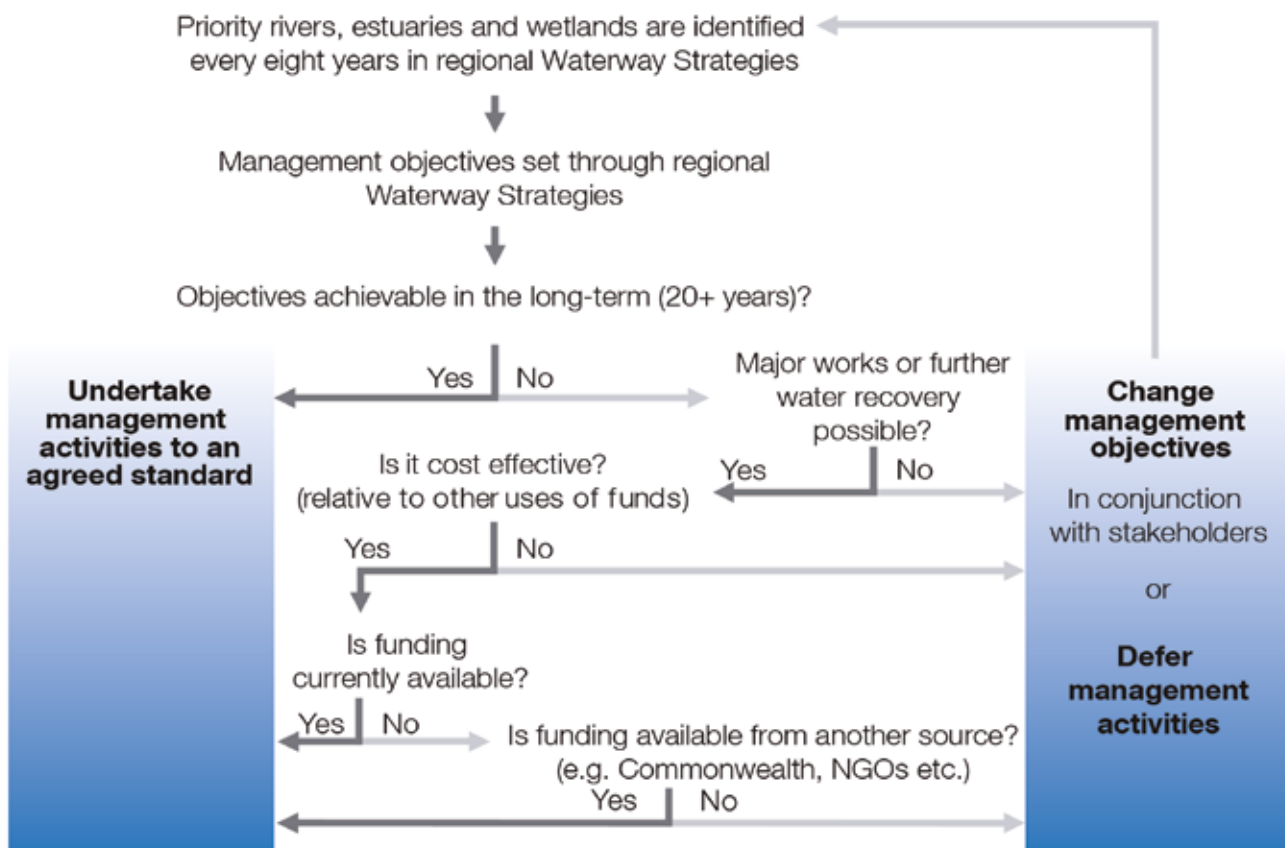 Priority rivers, estuaries and wetlands are identified
every eight years in regional Waterway Strategies
Management objectives set through regional
Waterway Strategies
Objectives achievable in the long-term (20+ years)?
Yes No
Undertake
management
activities to an
agreed standard
Major works or further
water recovery
possible?
Yes No
Change
management
objectives
In conjunction
with stakeholders
or
Defer
management
activities
Is it cost effective?
(relative to other uses of funds)
Yes No
Is funding
currently available?
Yes No
Is funding available from another source?
(e.g. Commonwealth, NGOs etc.)
Yes No